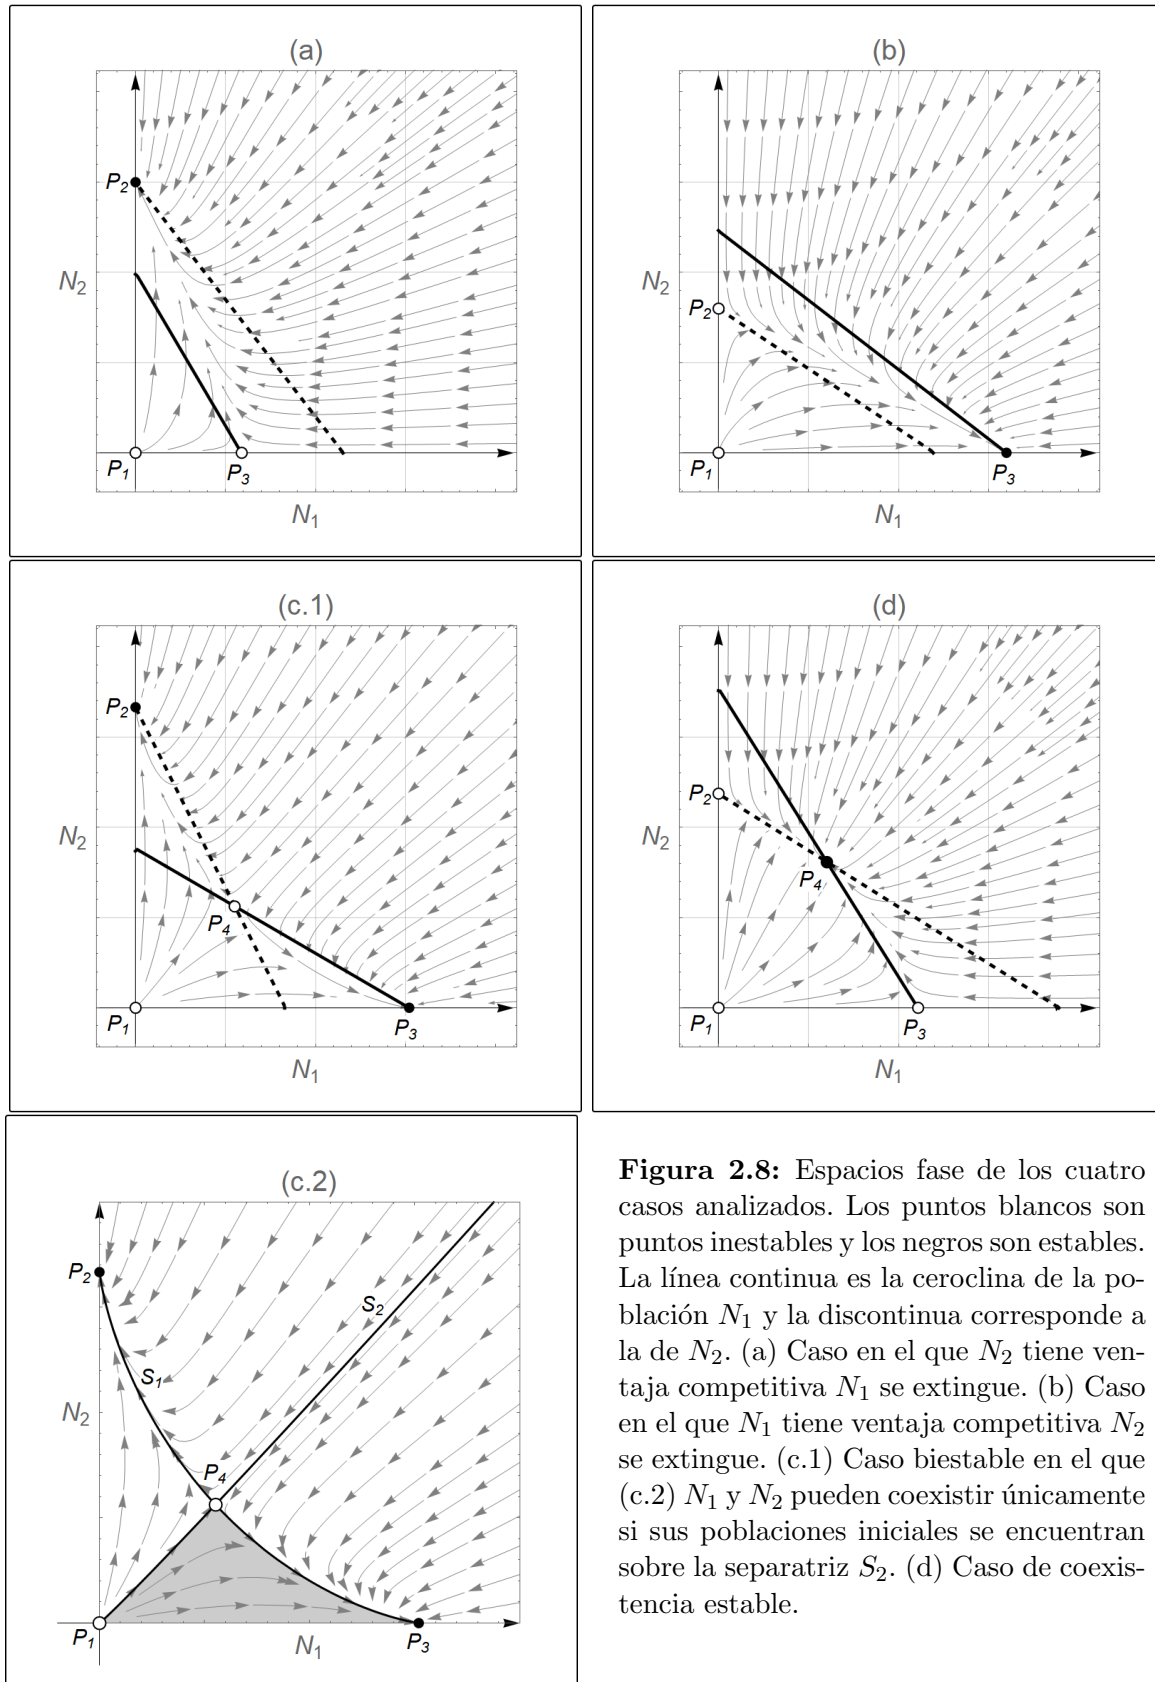 (a)
P2
N2
P1
P3
N1
(b)
P2
N2
P1
P3
N1
(c.1)
P2
N2
P4
P1
P3
N1
(d)
P2
N2
P4
P1
P3
N1
(c.2)
P2
S2
S1
N2
P4
P1
N1
P3
Figura 2.8: Espacios fase de los cuatro
casos analizados. Los puntos blancos son
puntos inestables y los negros son estables.
La línea continua es la ceroclina de la po-
blación N1 y la discontinua corresponde a
la de N2. (a) Caso en el que N2 tiene ven-
taja competitiva N1 se extingue. (b) Caso
en el que N1 tiene ventaja competitiva N2
se extingue. (c.1) Caso biestable en el que
(c.2) N1 y N2 pueden coexistir únicamente
si sus poblaciones iniciales se encuentran
sobre la separatriz S2. (d) Caso de coexis-
tencia estable.